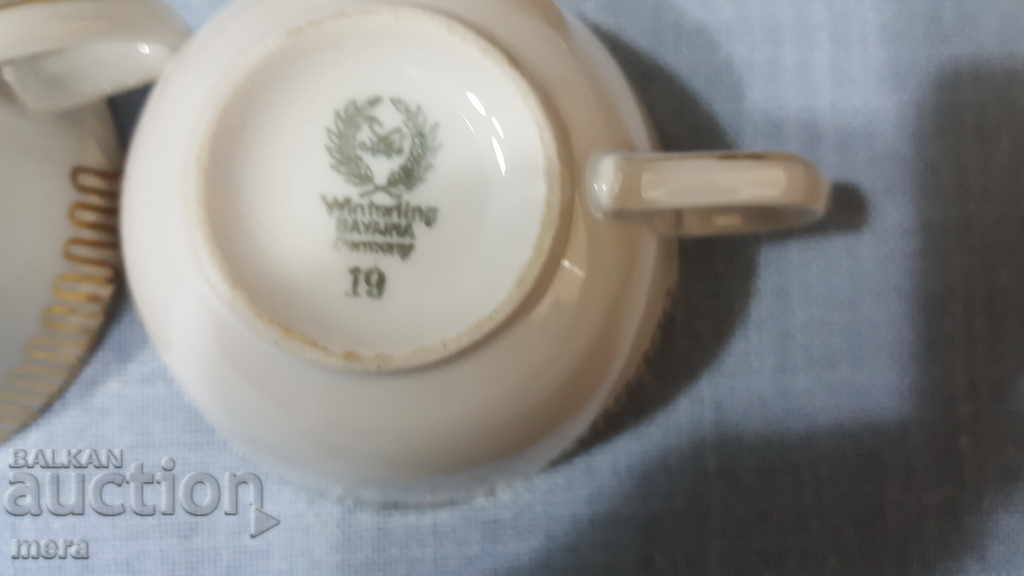 Winterling
BAVARIA
Germany
19
BALKAN
auction
mera